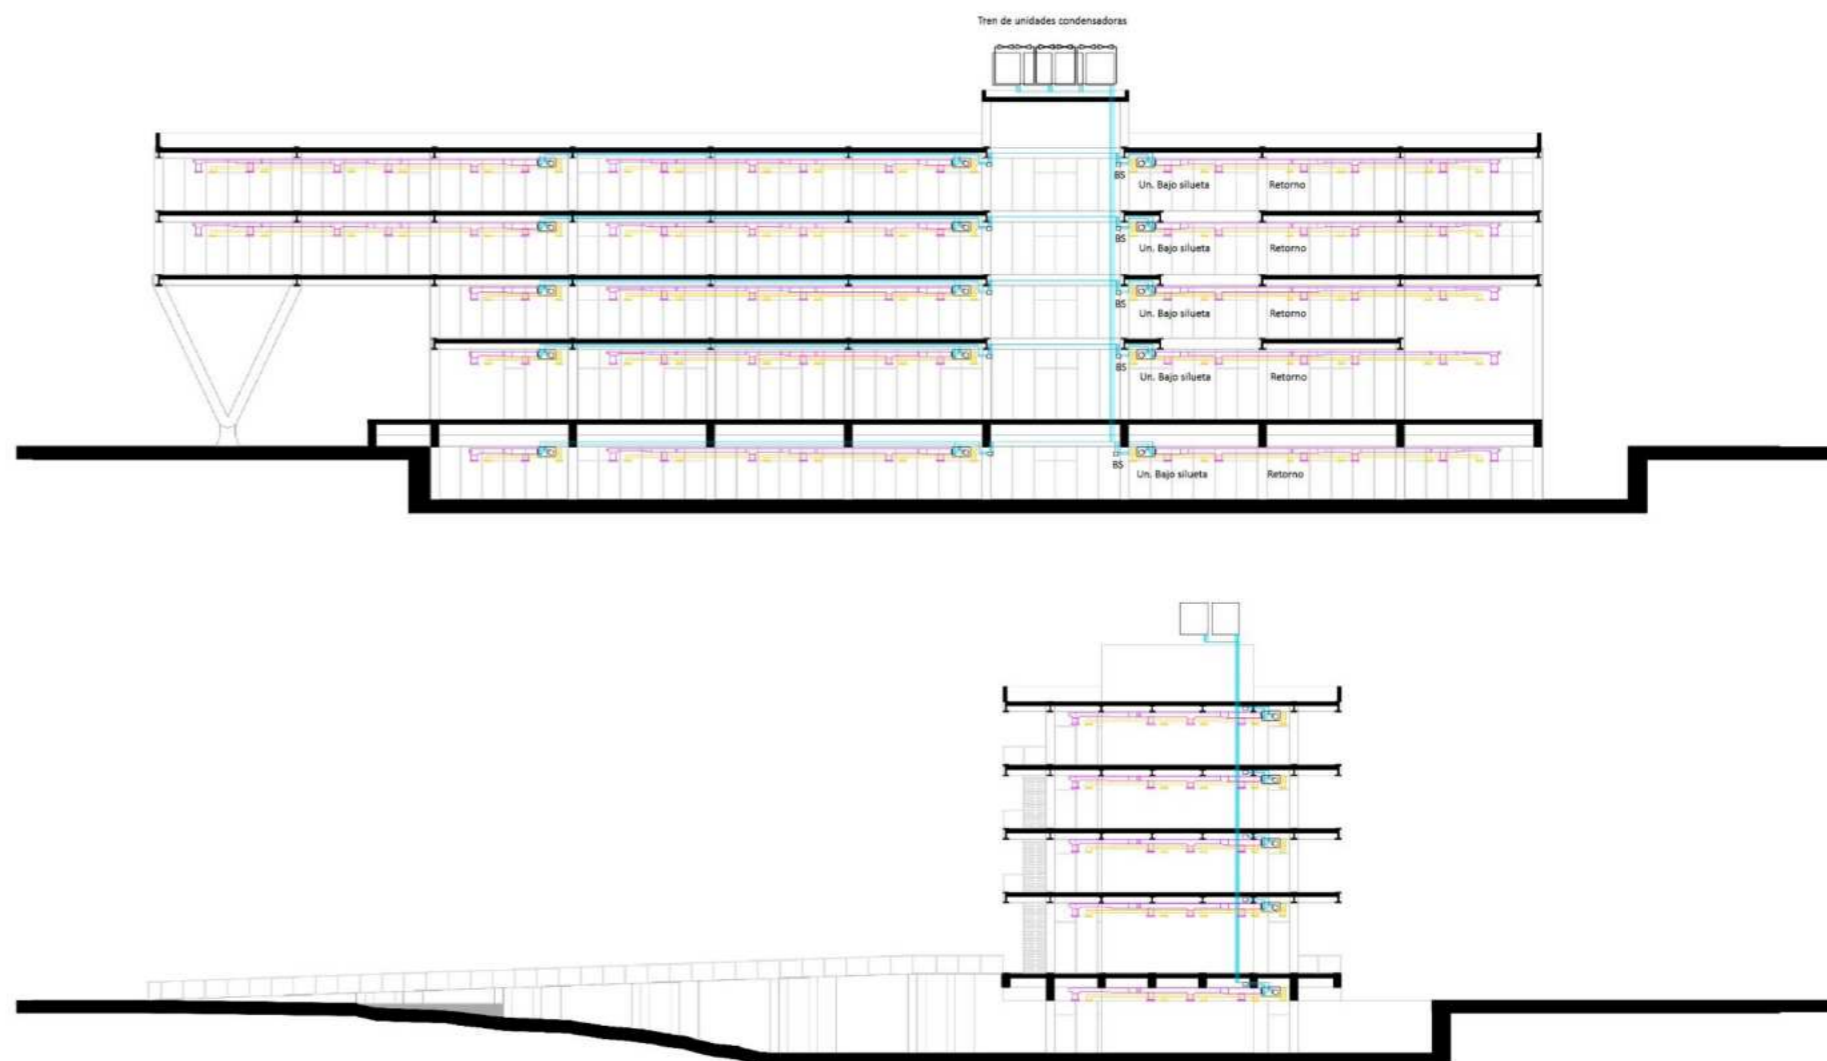 Tren de unidades condensadoras
BS
Un. Bajo silueta Retorno
BS
Un. Bajo silueta Retorno
BS
Un. Bajo silueta Retorno
BS
Un. Bajo silueta Retorno
BS
Un. Bajo silueta Retorno